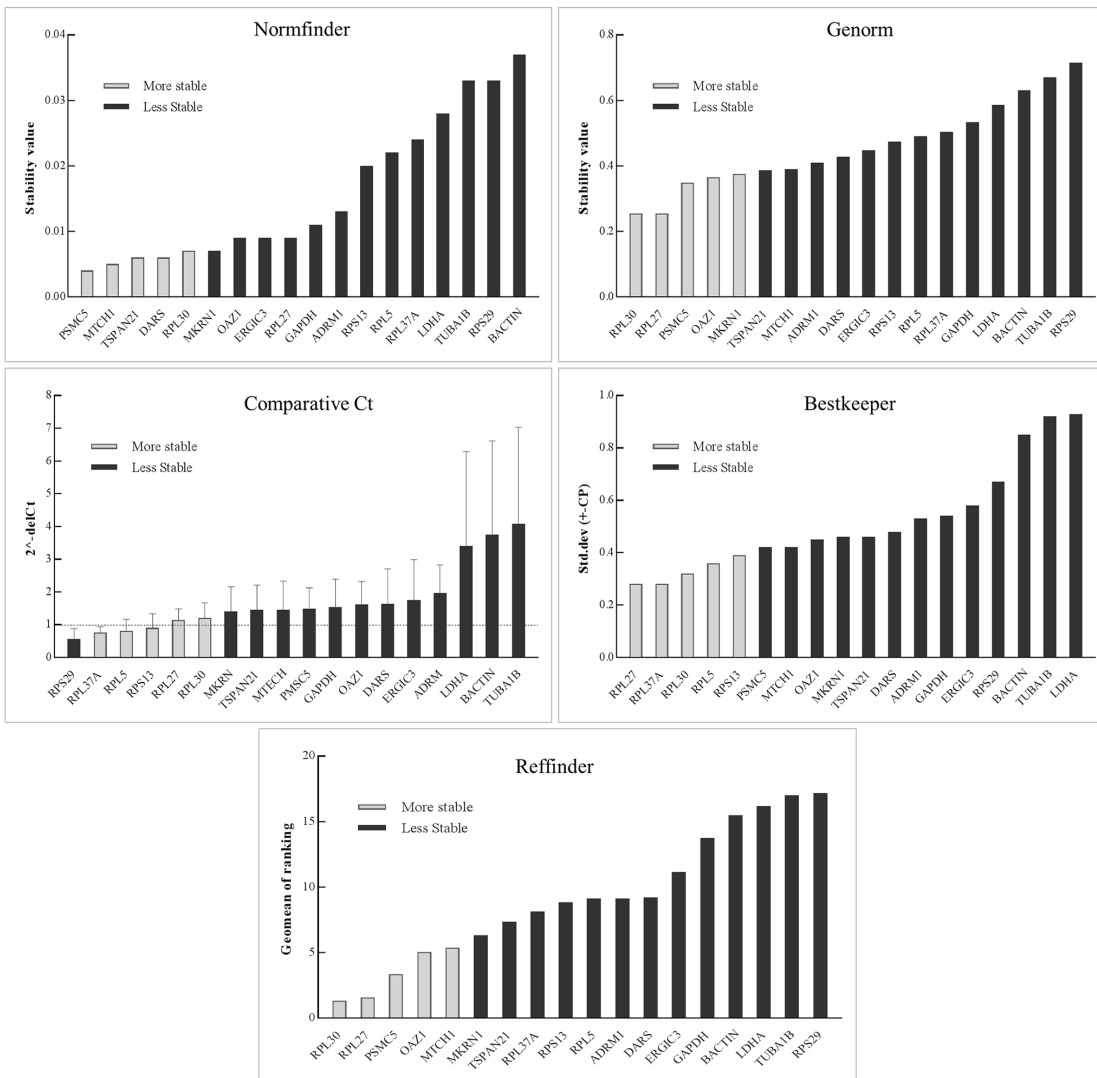 Normfinder
Stability value
0.04
0.03
0.02
0.01
0.00
More stable
Less Stable
PSMC5 MTCH1 TSPAN21 DARS RPL30 MKRN1 OAZ1 ERGIC3 RPL27 GAPDH ADRM1 RPS13 RPL5 RPL37A LDHA TUBA1B RPS29 BACTIN
Genorm
Stability value
0.8
0.6
0.4
0.2
0.0
More stable
Less Stable
RPL30 RPL27 PSMC5 OAZ1 MKRN1 TSPAN21 MTCH1 ADRM1 DARS ERGIC3 RPS13 RPL5 RPL37A GAPDH LDHA BACTIN TUBA1B RPS29
Comparative Ct
2^-delCt
8
7
6
5
4
3
2
1
0
More stable
Less Stable
RPS29 RPL37A RPL5 RPS13 RPL27 RPL30 MKRN TSPAN21 MTECH PMSC5 GAPDH OAZ1 DARS ERGIC3 ADRM LDHA BACTIN TUBA1B
Bestkeeper
Std.dev (+-CP)
1.0
0.8
0.6
0.4
0.2
0.0
More stable
Less Stable
RPL27 RPL37A RPL30 RPL5 RPS13 PSMC5 MTCH1 OAZ1 MKRN1 TSPAN21 DARS ADRM1 GAPDH ERGIC3 RPS29 BACTIN TUBA1B LDHA
Reffinder
Geomean of ranking
20
15
10
5
0
More stable
Less Stable
RPL30 RPL27 PSMC5 OAZ1 MTCH1 MKRN1 TSPAN21 RPL37A RPS13 RPL5 ADRM1 DARS ERGIC3 GAPDH BACTIN LDHA TUBA1B RPS29